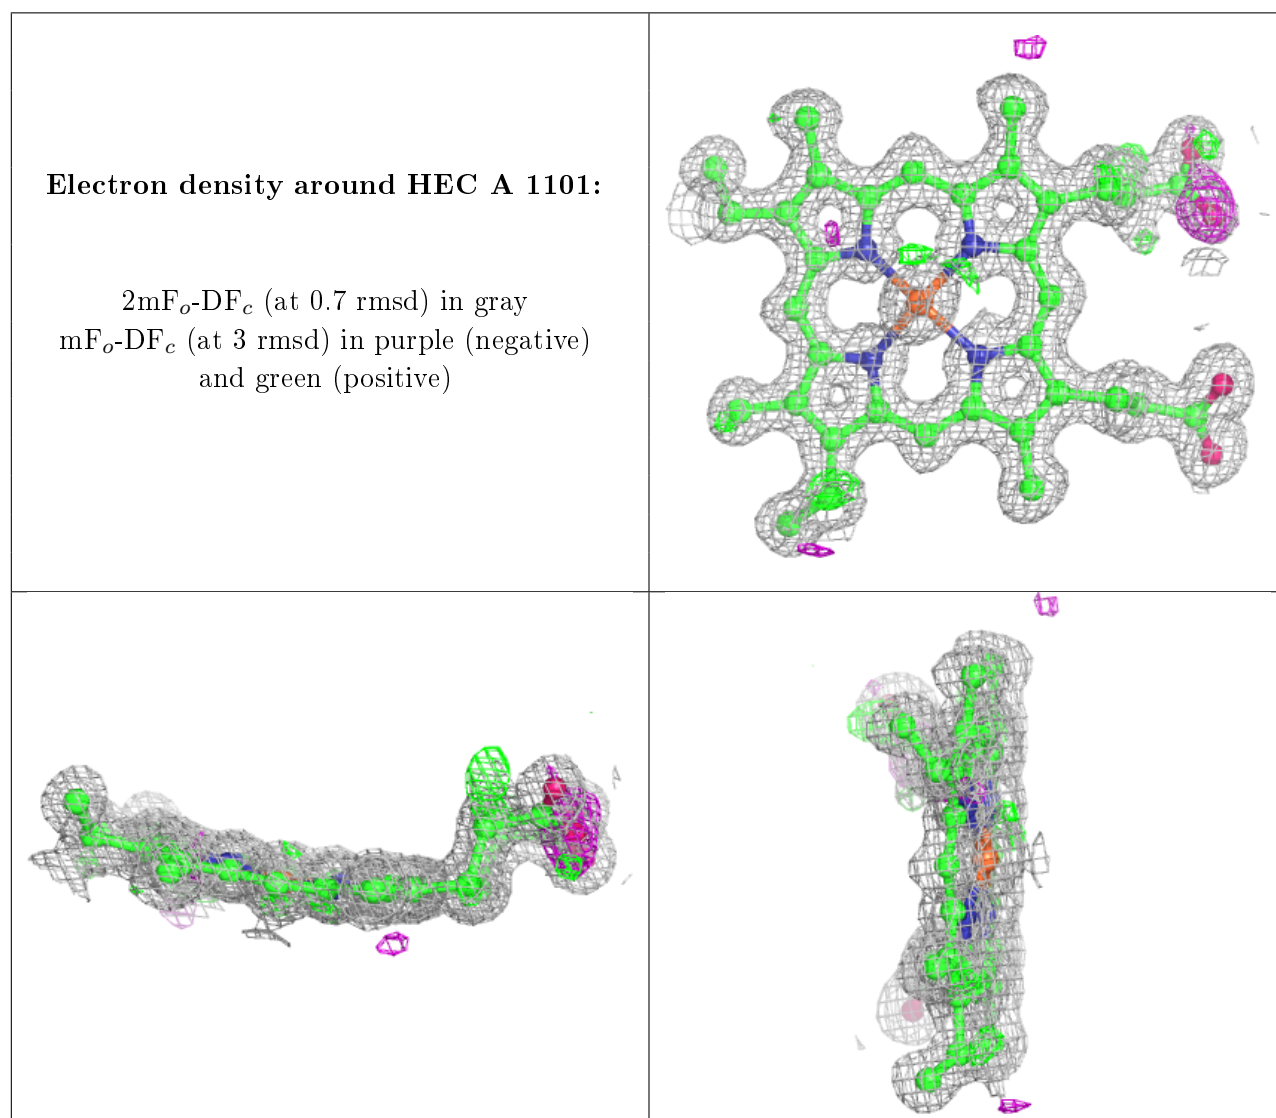 Electron density around HEC A 1101:
2mFₒ-DF𝒸 (at 0.7 rmsd) in gray
mFₒ-DF𝒸 (at 3 rmsd) in purple (negative)
and green (positive)